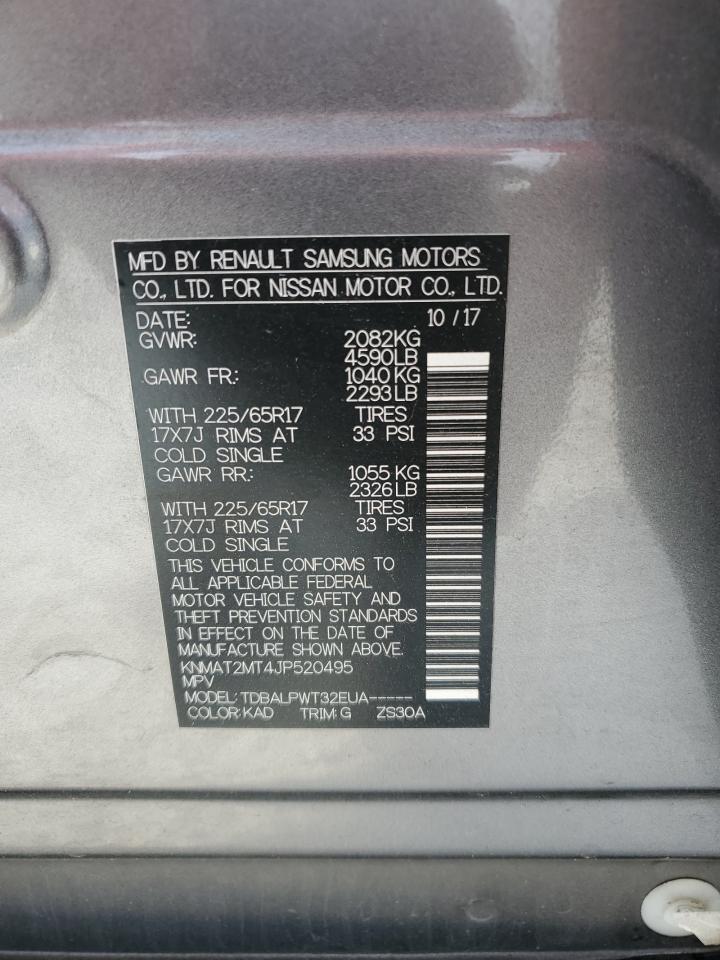 MFD BY RENAULT SAMSUNG MOTORS
CO., LTD. FOR NISSAN MOTOR CO., LTD.
DATE: 10 / 17
GVWR: 2082KG
4590LB
GAWR FR.: 1040 KG
2293 LB
WITH 225/65R17 TIRES
17X7J RIMS AT 33 PSI
COLD SINGLE
GAWR RR.: 1055 KG
2326 LB
WITH 225/65R17 TIRES
17X7J RIMS AT 33 PSI
COLD SINGLE
THIS VEHICLE CONFORMS TO
ALL APPLICABLE FEDERAL
MOTOR VEHICLE SAFETY AND
THEFT PREVENTION STANDARDS
IN EFFECT ON THE DATE OF
MANUFACTURE SHOWN ABOVE.
KNMAT2MT4JP520495
MPV
MODEL: TDBALPWT32EUA-----
COLOR: KAD TRIM: G ZS30A